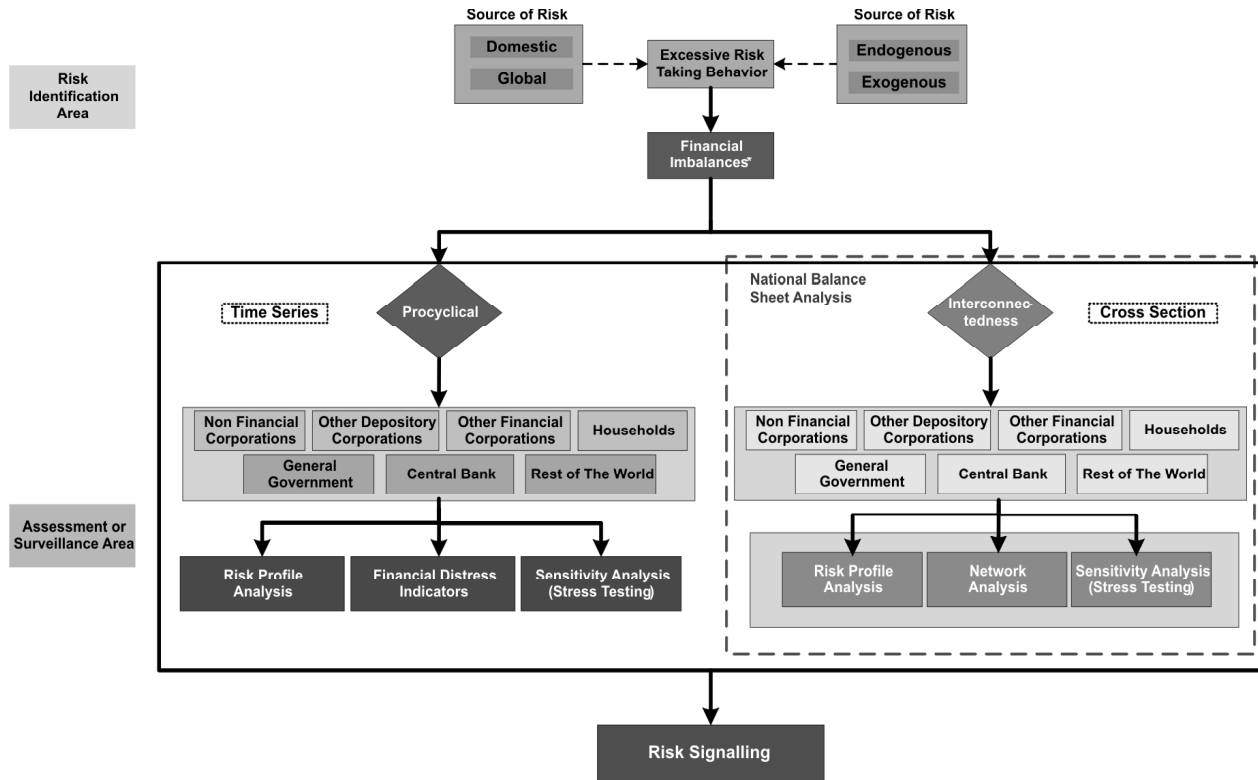 Source of Risk
Source of Risk
Domestic
Global
Excessive Risk
Taking Behavior
Endogenous
Exogenous
Risk
Identification
Area
Financial
Imbalances*
National Balance
Sheet Analysis
Time Series
Procyclical
Interconnec-
tedness
Cross Section
Non Financial
Corporations
Other Depository
Corporations
Other Financial
Corporations
Households
General
Government
Central Bank
Rest of The World
Non Financial
Corporations
Other Depository
Corporations
Other Financial
Corporations
Households
General
Government
Central Bank
Rest of The World
Assessment or
Surveillance Area
Risk Profile
Analysis
Financial Distress
Indicators
Sensitivity Analysis
(Stress Testing)
Risk Profile
Analysis
Network
Analysis
Sensitivity Analysis
(Stress Testing)
Risk Signalling